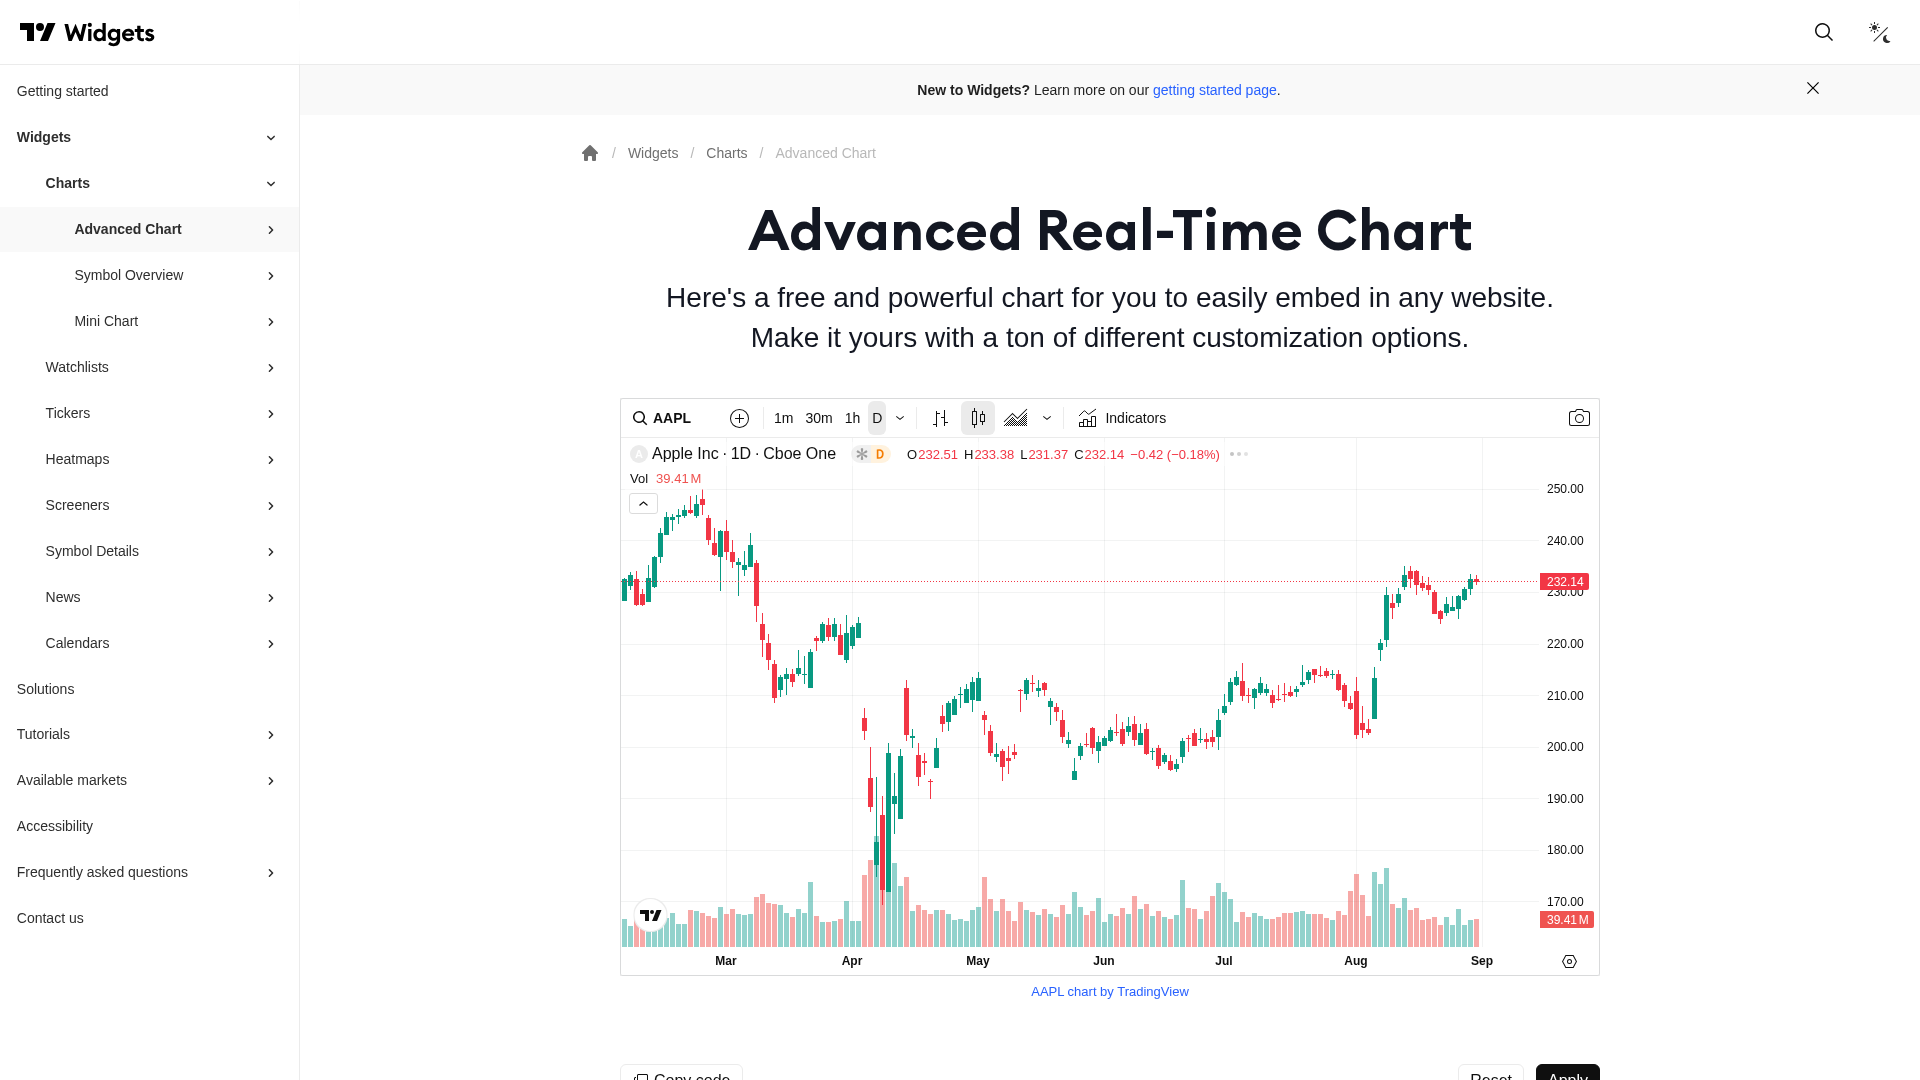 Widgets
Getting started
Widgets
Charts
Advanced Chart
Symbol Overview
Mini Chart
Watchlists
Tickers
Heatmaps
Screeners
Symbol Details
News
Calendars
Solutions
Tutorials
Available markets
Accessibility
Frequently asked questions
Contact us
New to Widgets? Learn more on our getting started page.
/ Widgets / Charts / Advanced Chart
Advanced Real-Time Chart
Here's a free and powerful chart for you to easily embed in any website.
Make it yours with a ton of different customization options.
AAPL 1m 30m 1h D Indicators
A Apple Inc · 1D · Cboe One D O232.51 H233.38 L231.37 C232.14 −0.42 (−0.18%)
Vol 39.41M
250.00
240.00
232.14
230.00
220.00
210.00
200.00
190.00
180.00
170.00
39.41M
Mar Apr May Jun Jul Aug Sep
AAPL chart by TradingView
Copy code Reset Apply